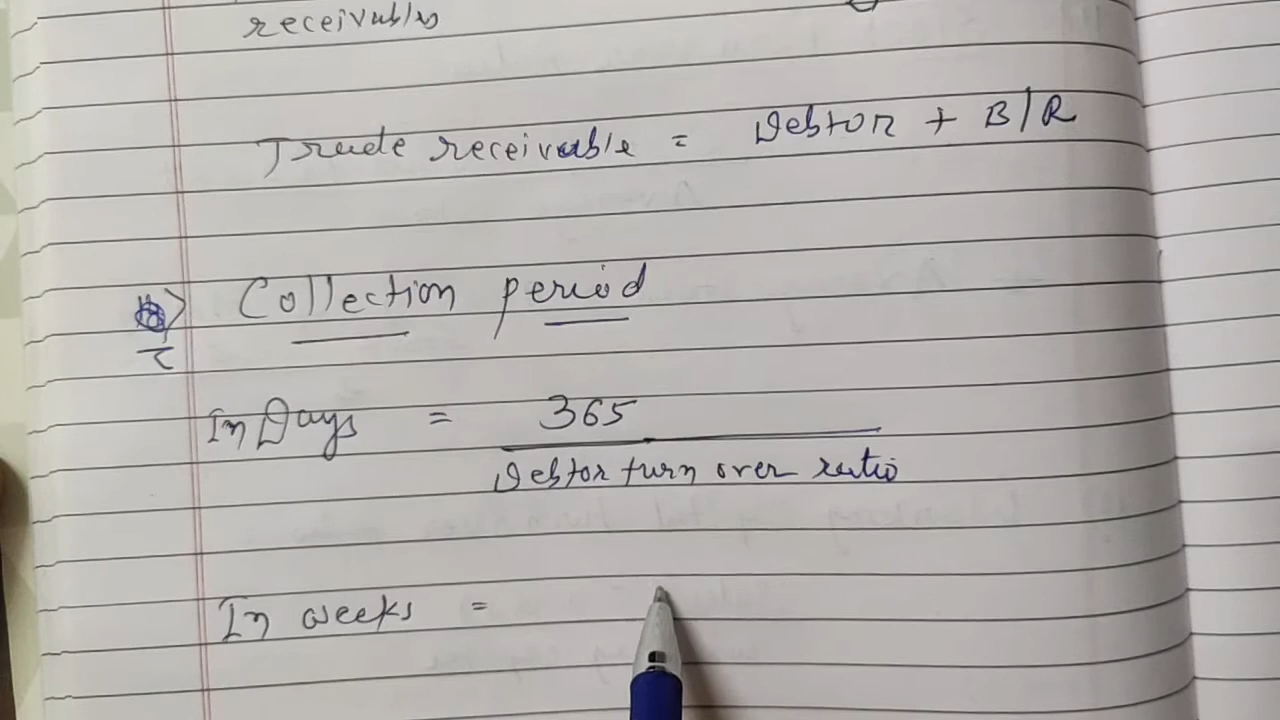 receivables
Trade receivable = Debtor + B/R
Collection period
In Days = 365
Debtor turn over ratio
In weeks =